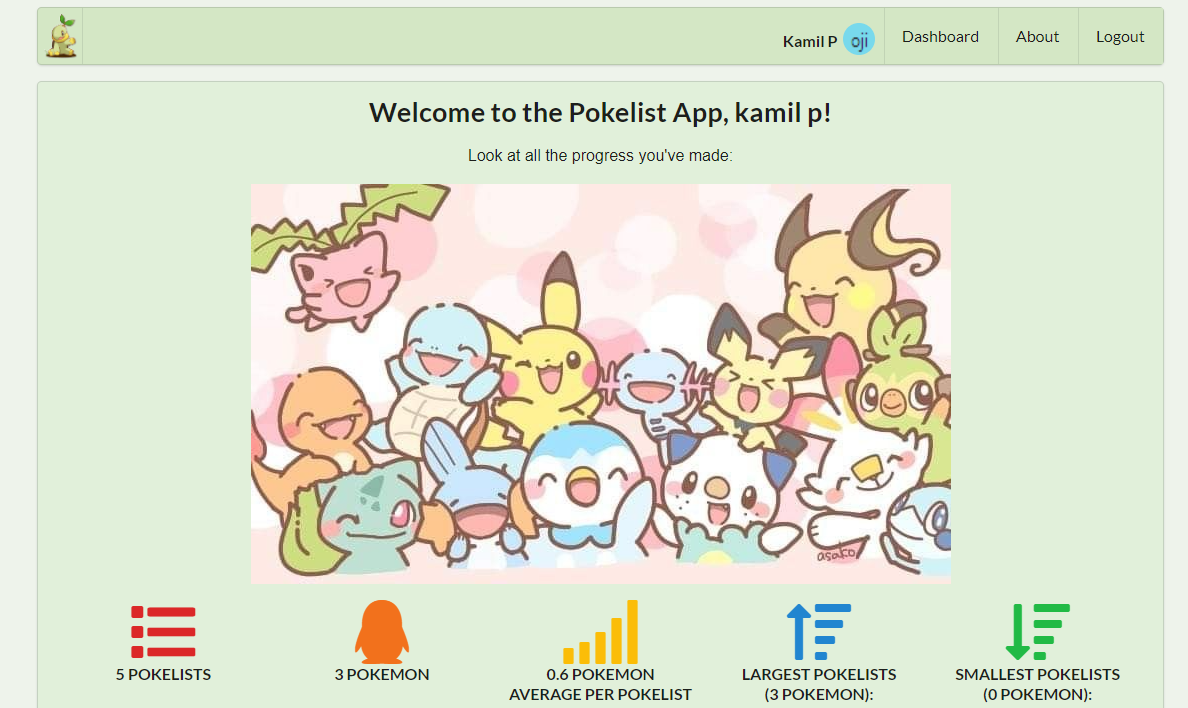 Kamil P oji Dashboard About Logout
Welcome to the Pokelist App, kamil p!
Look at all the progress you've made:
asako
5 POKELISTS
3 POKEMON
0.6 POKEMON
AVERAGE PER POKELIST
LARGEST POKELISTS
(3 POKEMON):
SMALLEST POKELISTS
(0 POKEMON):